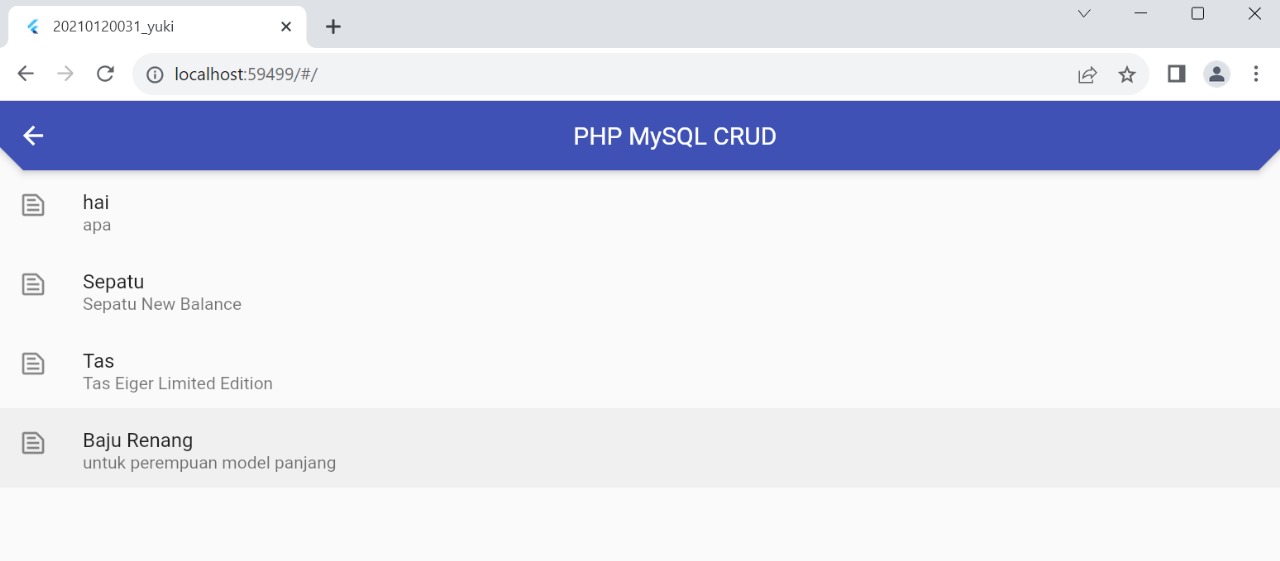 20210120031_yuki
localhost:59499/#/
PHP MySQL CRUD
hai
apa
Sepatu
Sepatu New Balance
Tas
Tas Eiger Limited Edition
Baju Renang
untuk perempuan model panjang